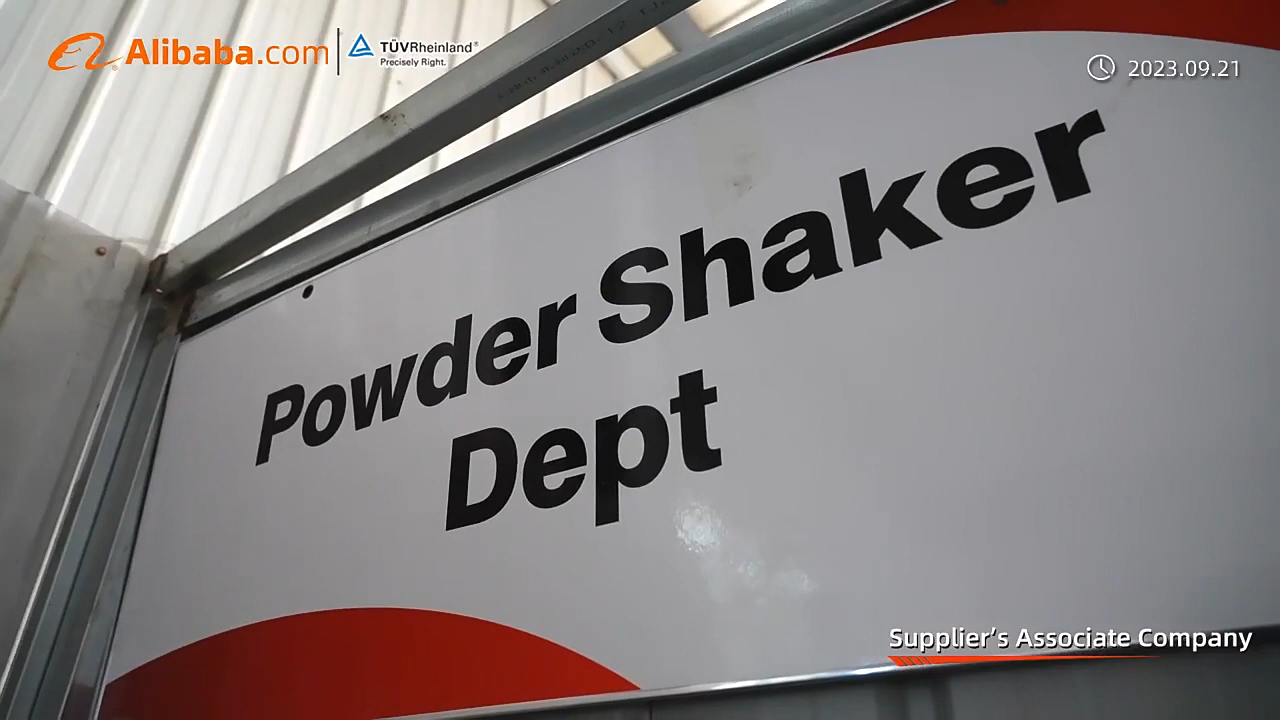 Alibaba.com
TÜVRheinland®
Precisely Right.
2023.09.21
Powder Shaker
Dept
Supplier's Associate Company